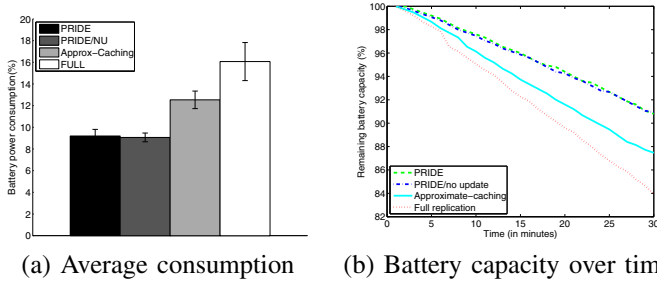 20
18
16
14
12
10
8
6
4
2
0
Battery power consumption(%)
PRIDE
PRIDE/NU
Approx-Caching
FULL
(a) Average consumption
100
98
96
94
92
90
88
86
84
82
Remaining battery capacity (%)
PRIDE
PRIDE/no update
Approximate-caching
Full replication
0 5 10 15 20 25 30
Time (in minutes)
(b) Battery capacity over tim